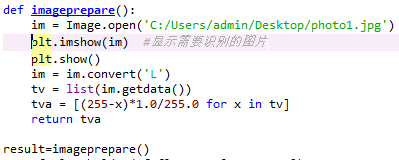 def imageprepare():
    im = Image.open('C:/Users/admin/Desktop/photo1.jpg')
    plt.imshow(im)  #显示需要识别的图片
    plt.show()
    im = im.convert('L')
    tv = list(im.getdata())
    tva = [(255-x)*1.0/255.0 for x in tv]
    return tva
result=imageprepare()